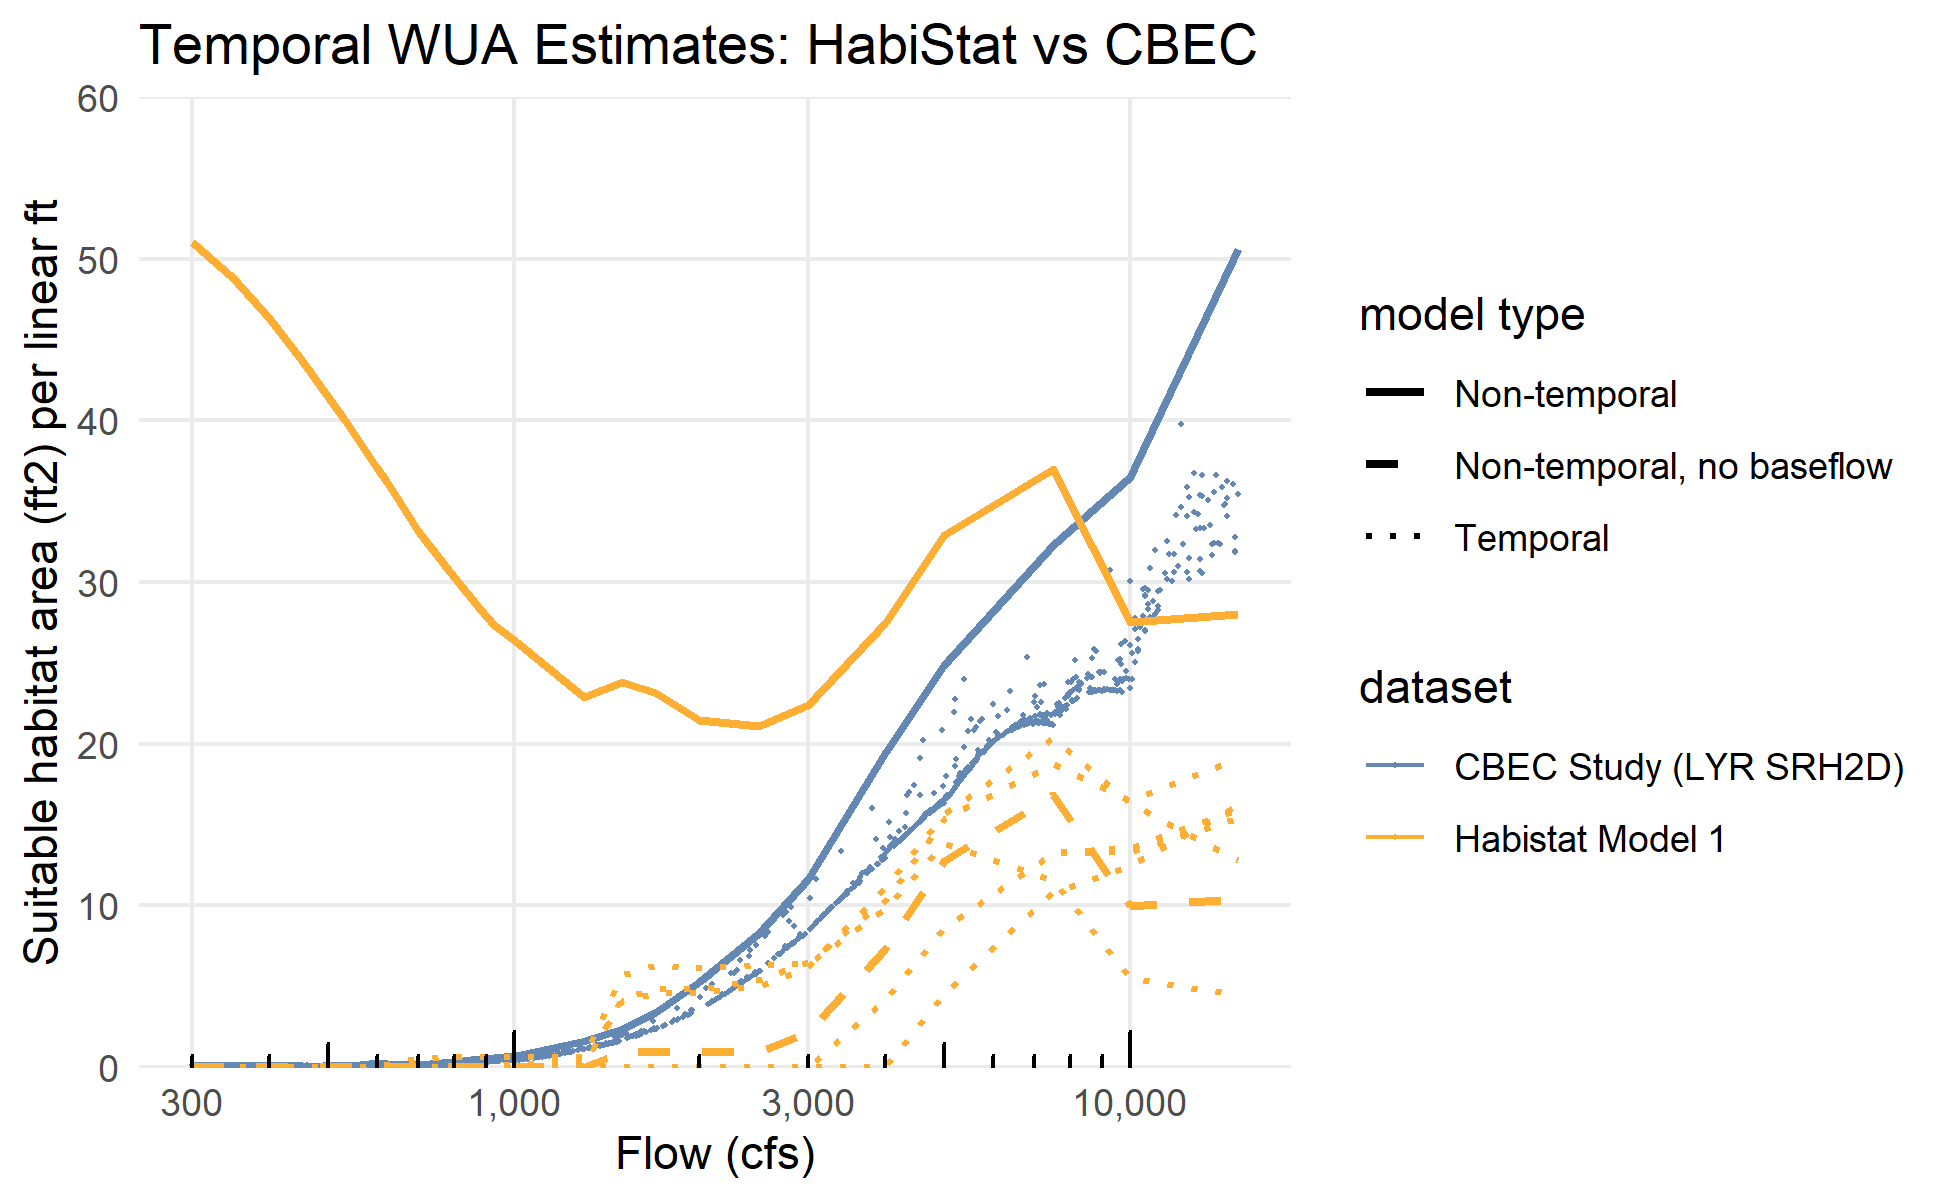 Temporal WUA Estimates: HabiStat vs CBEC
Suitable habitat area (ft2) per linear ft
60
50
40
30
20
10
0
300
1,000
3,000
10,000
Flow (cfs)
model type
Non-temporal
Non-temporal, no baseflow
Temporal
dataset
CBEC Study (LYR SRH2D)
Habistat Model 1